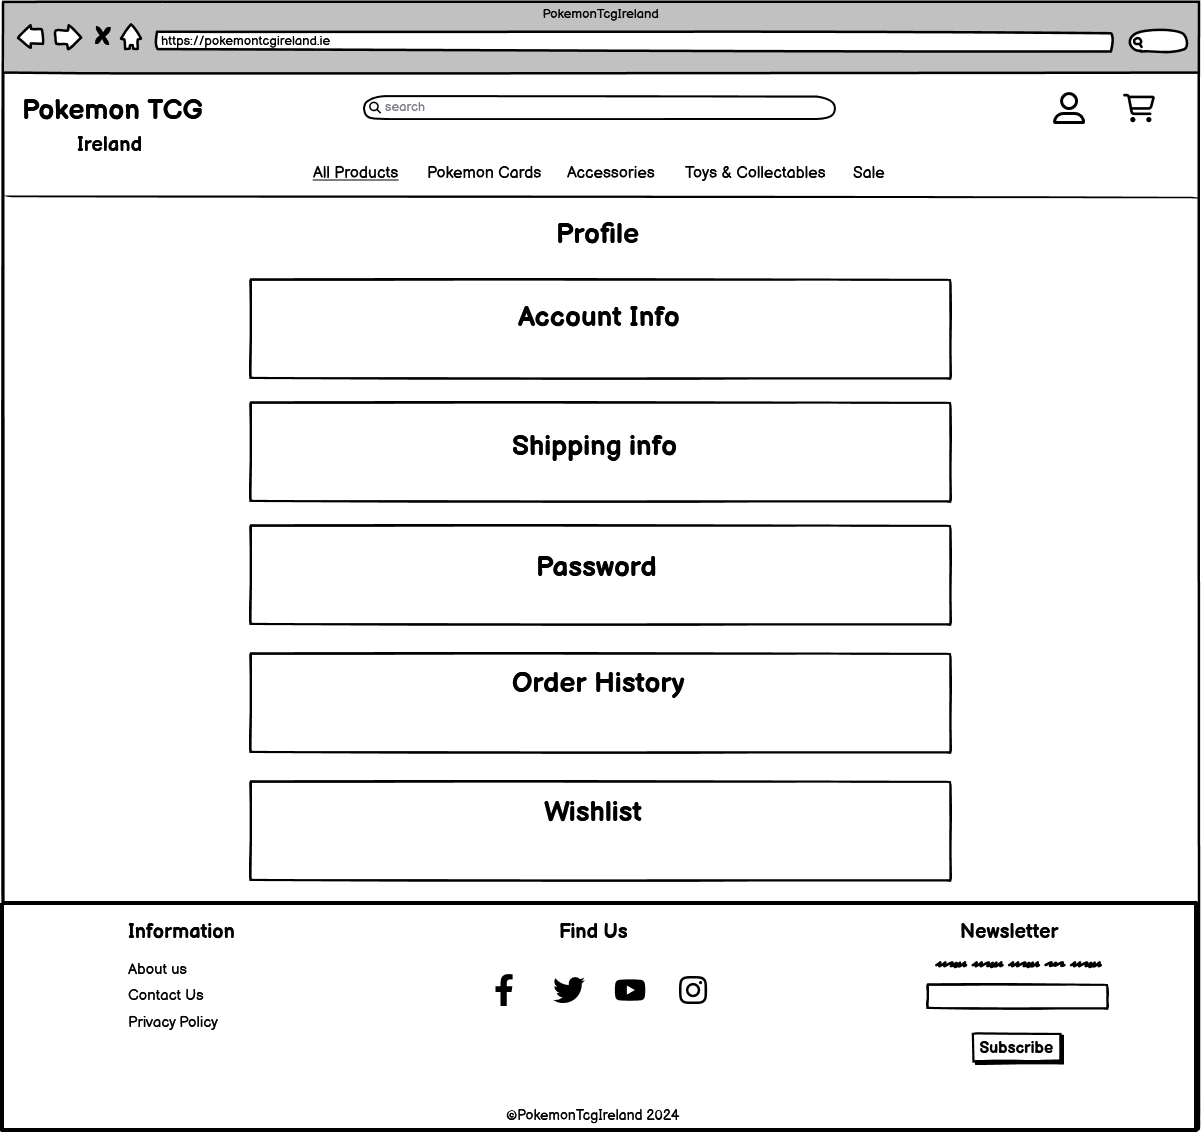 PokemonTcgIreland
https://pokemontcgireland.ie
Pokemon TCG
Ireland
search
All Products Pokemon Cards Accessories Toys & Collectables Sale
Profile
Account Info
Shipping info
Password
Order History
Wishlist
Information
About us
Contact Us
Privacy Policy
Find Us
Newsletter
Subscribe
©PokemonTcgIreland 2024